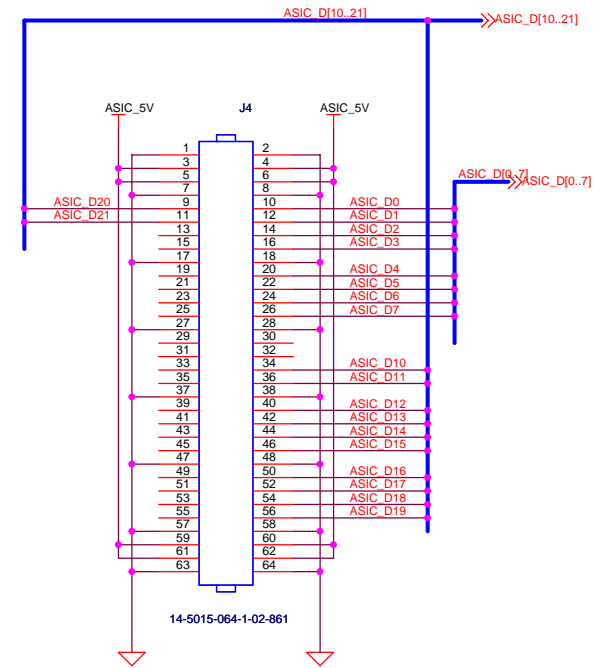 ASIC_D[10..21]
ASIC_D[10..21]
ASIC_5V J4 ASIC_5V
1 2
3 4
5 6
ASIC_D[0..7]
ASIC_D[0..7]
7 8
ASIC_D20 9 10 ASIC_D0
ASIC_D21 11 12 ASIC_D1
13 14 ASIC_D2
15 16 ASIC_D3
17 18
19 20 ASIC_D4
21 22 ASIC_D5
23 24 ASIC_D6
25 26 ASIC_D7
27 28
29 30
31 32
33 34 ASIC_D10
35 36 ASIC_D11
37 38
39 40 ASIC_D12
41 42 ASIC_D13
43 44 ASIC_D14
45 46 ASIC_D15
47 48
49 50 ASIC_D16
51 52 ASIC_D17
53 54 ASIC_D18
55 56 ASIC_D19
57 58
59 60
61 62
63 64
14-5015-064-1-02-861